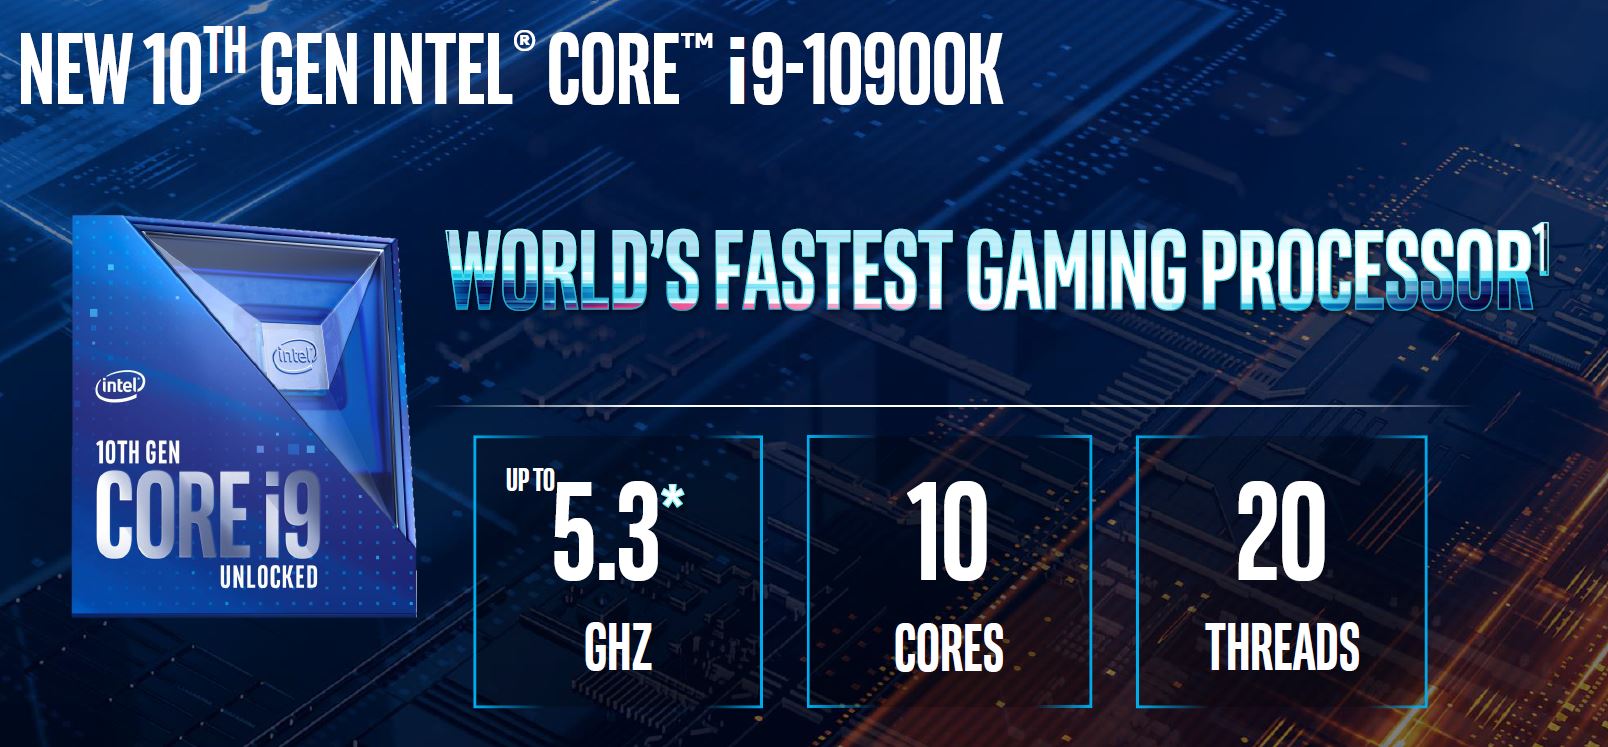 NEW 10TH GEN INTEL® CORE™ i9-10900K
WORLD'S FASTEST GAMING PROCESSOR1
intel
intel
10TH GEN
CORE i9
UNLOCKED
UP TO 5.3*
GHZ
10
CORES
20
THREADS